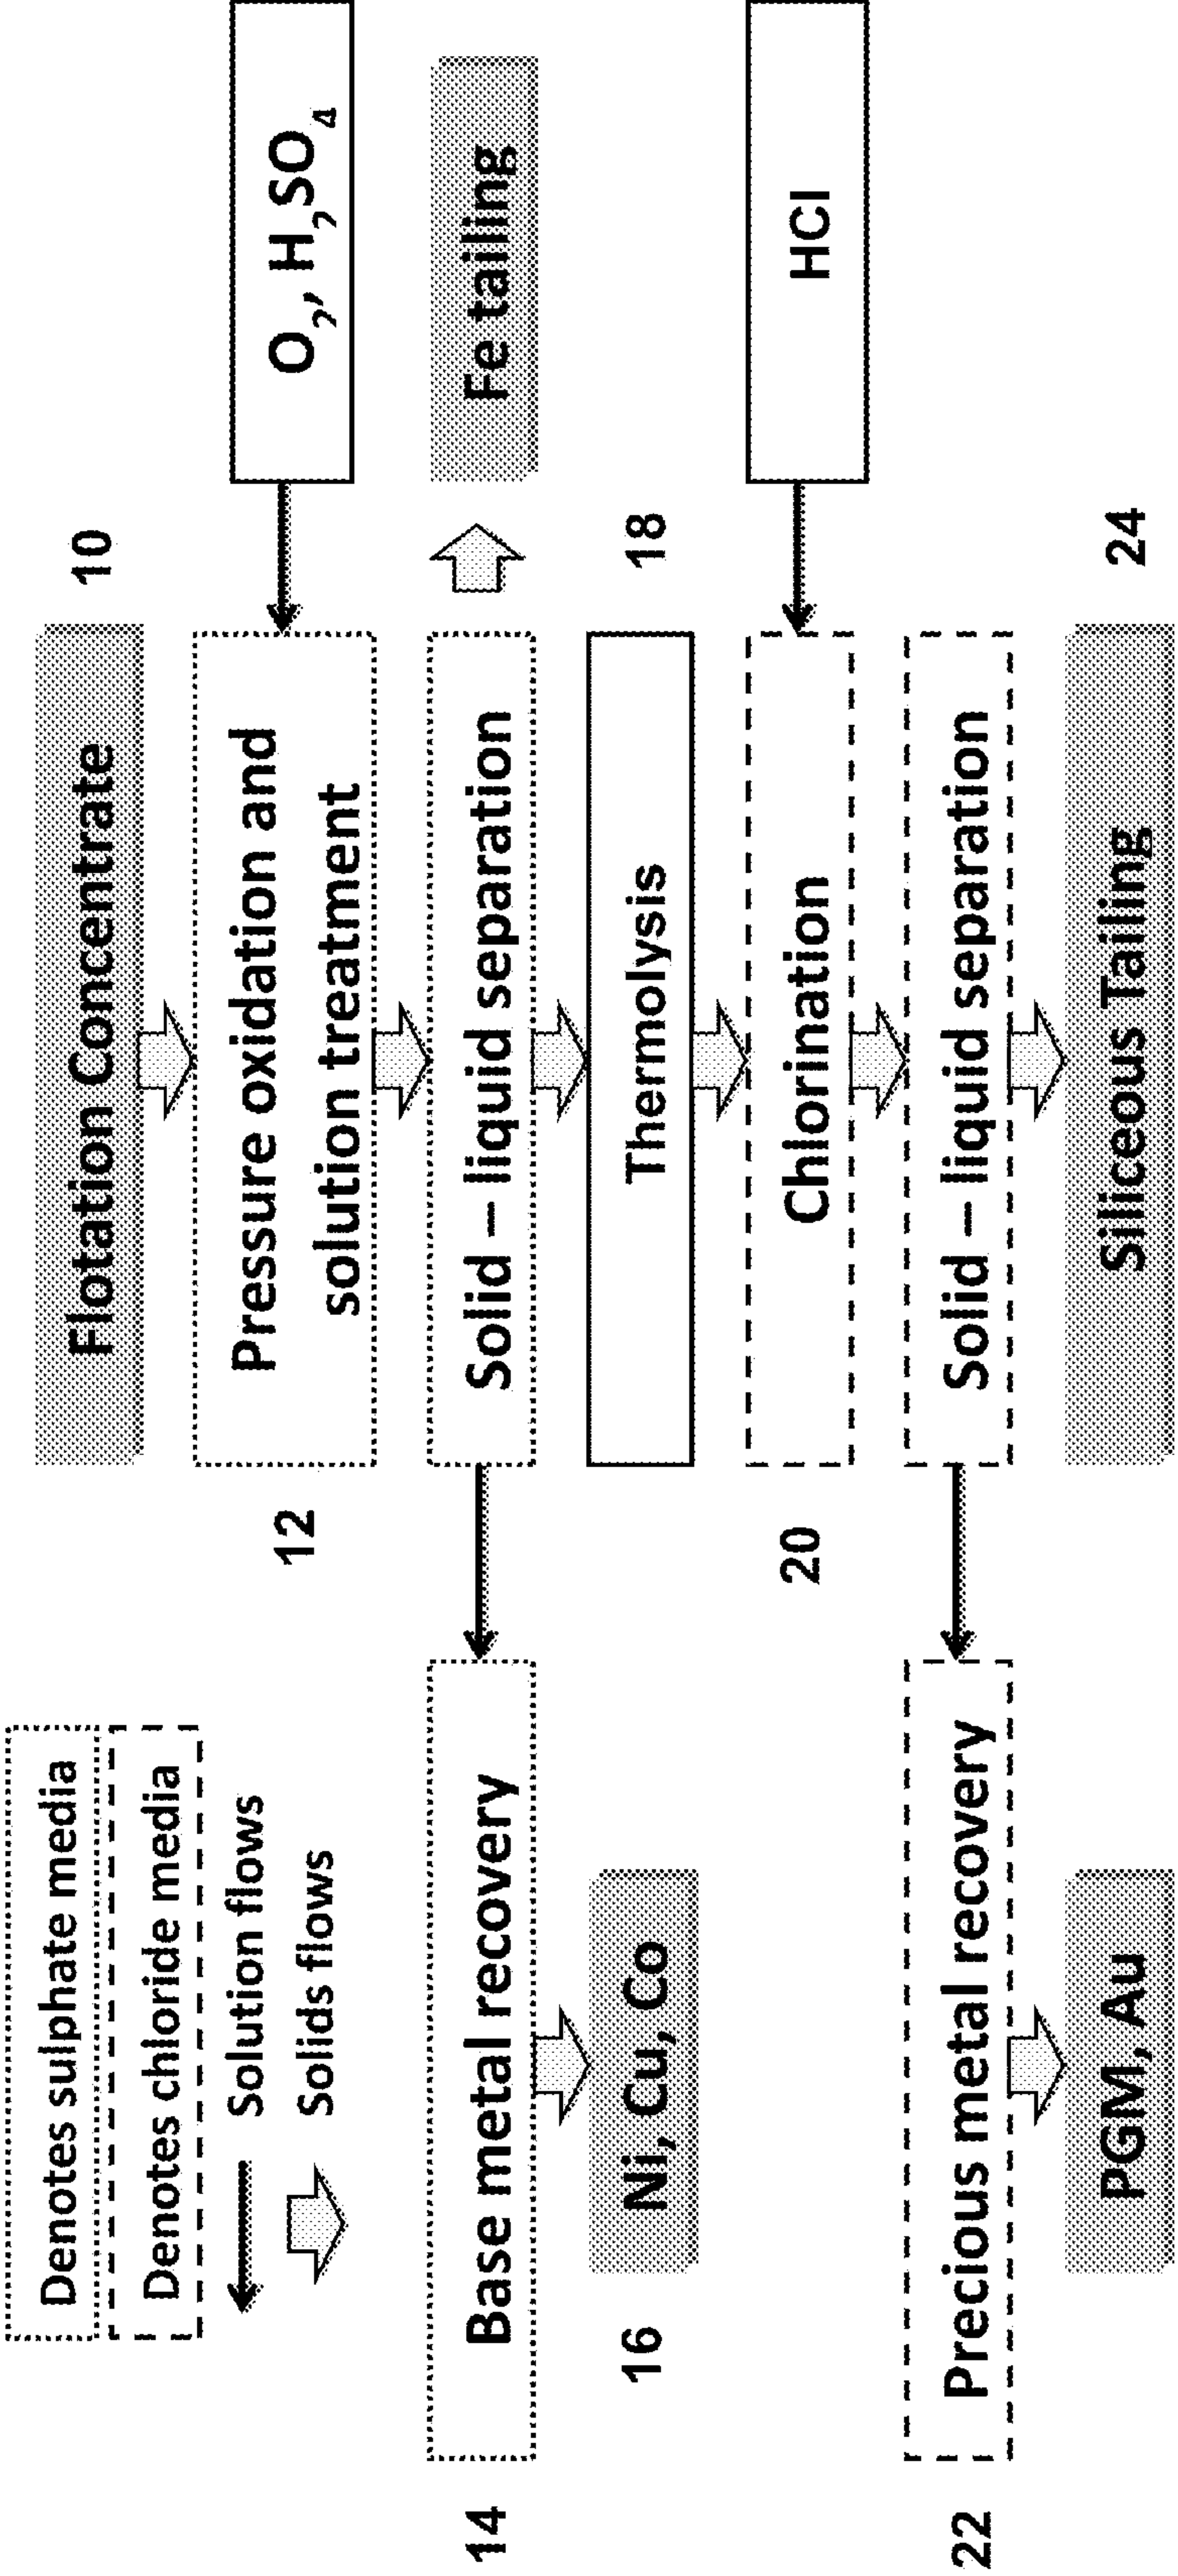 Denotes sulphate media
Denotes chloride media
Solution flows
Solids flows
Flotation Concentrate
10
12
Pressure oxidation and
solution treatment
O2, H2SO4
14
Base metal recovery
Solid – liquid separation
Fe tailing
16
Ni, Cu, Co
Thermolysis
18
20
Chlorination
HCl
22
Precious metal recovery
Solid – liquid separation
PGM, Au
Siliceous Tailing
24